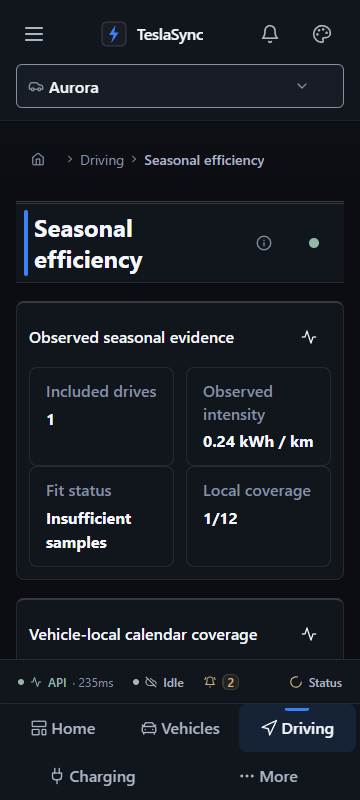 TeslaSync
Aurora
Driving
Seasonal efficiency
Seasonal
efficiency
Observed seasonal evidence
Included drives
1
Observed
intensity
0.24 kWh / km
Fit status
Insufficient
samples
Local coverage
1/12
Vehicle-local calendar coverage
API · 235ms
Idle
2
Status
Home
Vehicles
Driving
Charging
More